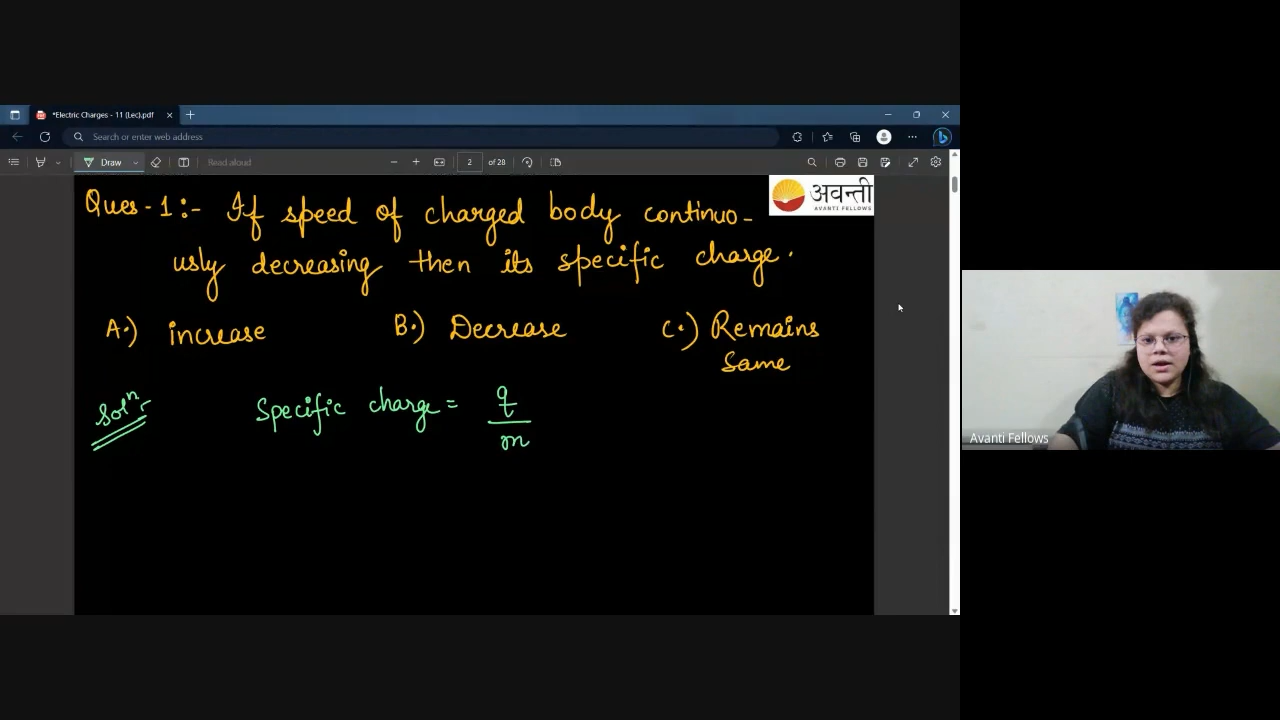 *Electric Charges - 11 (Lec).pdf
Search or enter web address
Draw
Read aloud
2 of 28
अवन्ती
AVANTI FELLOWS
Ques-1:- If speed of charged body continuo-
usly decreasing then its specific charge.
A.) increase B.) Decrease C.) Remains
Same
Solⁿ:-
Specific charge = q
m
Avanti Fellows